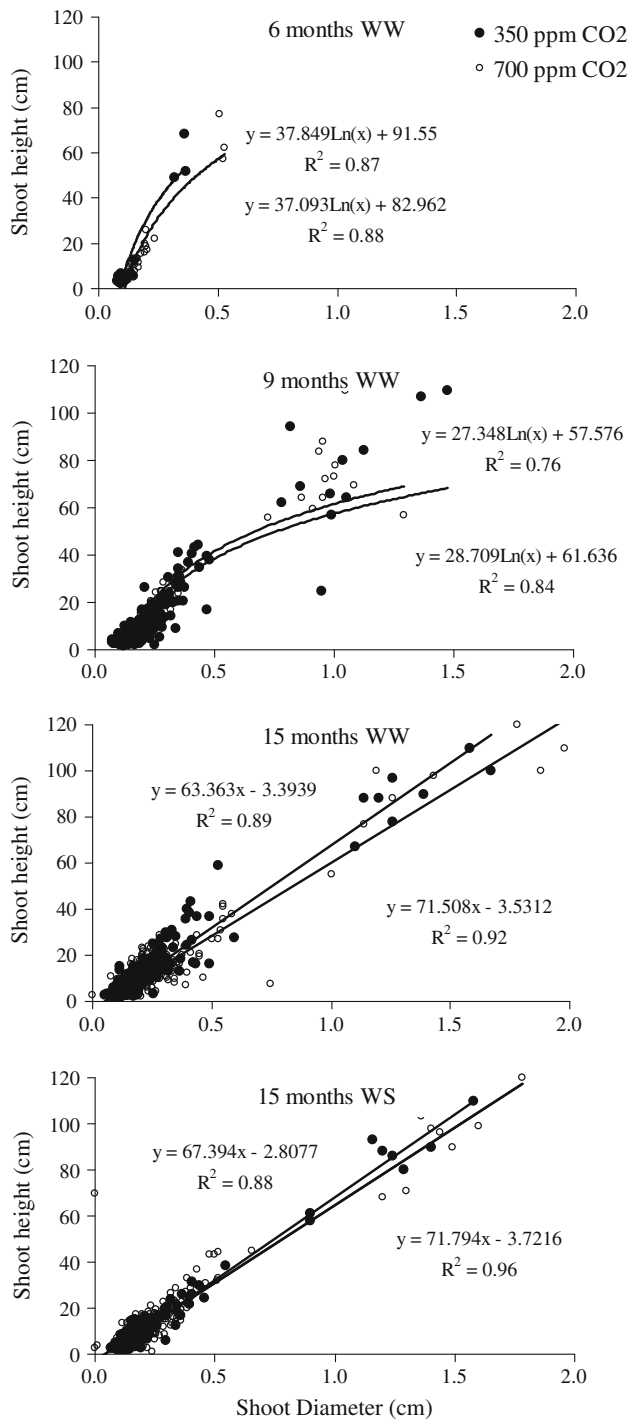 6 months WW
● 350 ppm CO2
○ 700 ppm CO2
Shoot height (cm)
120
100
80
60
40
20
0
y = 37.849Ln(x) + 91.55
R² = 0.87
y = 37.093Ln(x) + 82.962
R² = 0.88
0.0 0.5 1.0 1.5 2.0
9 months WW
Shoot height (cm)
120
100
80
60
40
20
0
y = 27.348Ln(x) + 57.576
R² = 0.76
y = 28.709Ln(x) + 61.636
R² = 0.84
0.0 0.5 1.0 1.5 2.0
15 months WW
Shoot height (cm)
120
100
80
60
40
20
0
y = 63.363x - 3.3939
R² = 0.89
y = 71.508x - 3.5312
R² = 0.92
0.0 0.5 1.0 1.5 2.0
15 months WS
Shoot height (cm)
120
100
80
60
40
20
0
y = 67.394x - 2.8077
R² = 0.88
y = 71.794x - 3.7216
R² = 0.96
0.0 0.5 1.0 1.5 2.0
Shoot Diameter (cm)